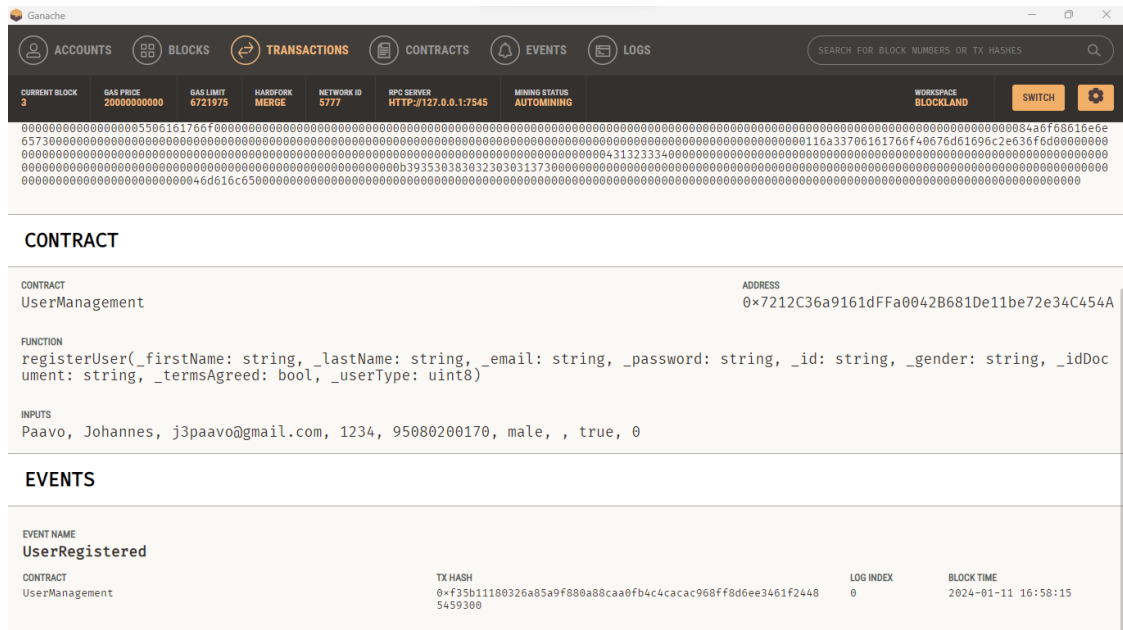 Ganache
ACCOUNTS BLOCKS TRANSACTIONS CONTRACTS EVENTS LOGS SEARCH FOR BLOCK NUMBERS OR TX HASHES
CURRENT BLOCK GAS PRICE GAS LIMIT HARDFORK NETWORK ID RPC SERVER MINING STATUS WORKSPACE
3 20000000000 6721975 MERGE 5777 HTTP://127.0.0.1:7545 AUTOMINING BLOCKLAND SWITCH
CONTRACT
CONTRACT ADDRESS
UserManagement 0×7212C36a9161dFFa0042B681De11be72e34C454A
FUNCTION
registerUser(_firstName: string, _lastName: string, _email: string, _password: string, _id: string, _gender: string, _idDoc
ument: string, _termsAgreed: bool, _userType: uint8)
INPUTS
Paavo, Johannes, j3paavo@gmail.com, 1234, 95080200170, male, , true, 0
EVENTS
EVENT NAME
UserRegistered
CONTRACT TX HASH LOG INDEX BLOCK TIME
UserManagement 0×f35b11180326a85a9f880a88caa0fb4c4cacac968ff8d6ee3461f2448 0 2024-01-11 16:58:15
5459300